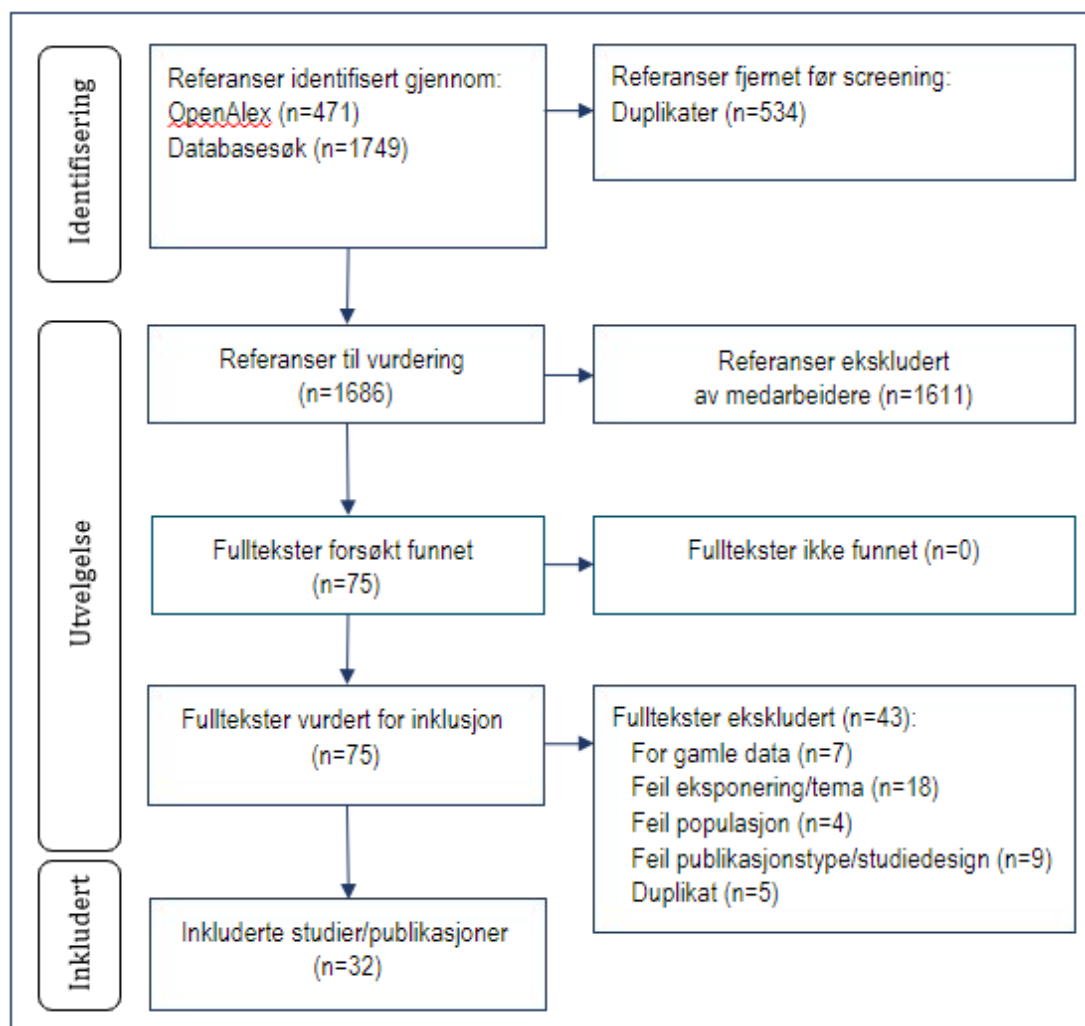 Identifisering
Referanser identifisert gjennom:
OpenAlex (n=471)
Databasesøk (n=1749)
Referanser fjernet før screening:
Duplikater (n=534)
Utvelgelse
Referanser til vurdering
(n=1686)
Referanser ekskludert
av medarbeidere (n=1611)
Fulltekster forsøkt funnet
(n=75)
Fulltekster ikke funnet (n=0)
Fulltekster vurdert for inklusjon
(n=75)
Fulltekster ekskludert (n=43):
For gamle data (n=7)
Feil eksponering/tema (n=18)
Feil populasjon (n=4)
Feil publikasjonstype/studiedesign (n=9)
Duplikat (n=5)
Inkludert
Inkluderte studier/publikasjoner
(n=32)